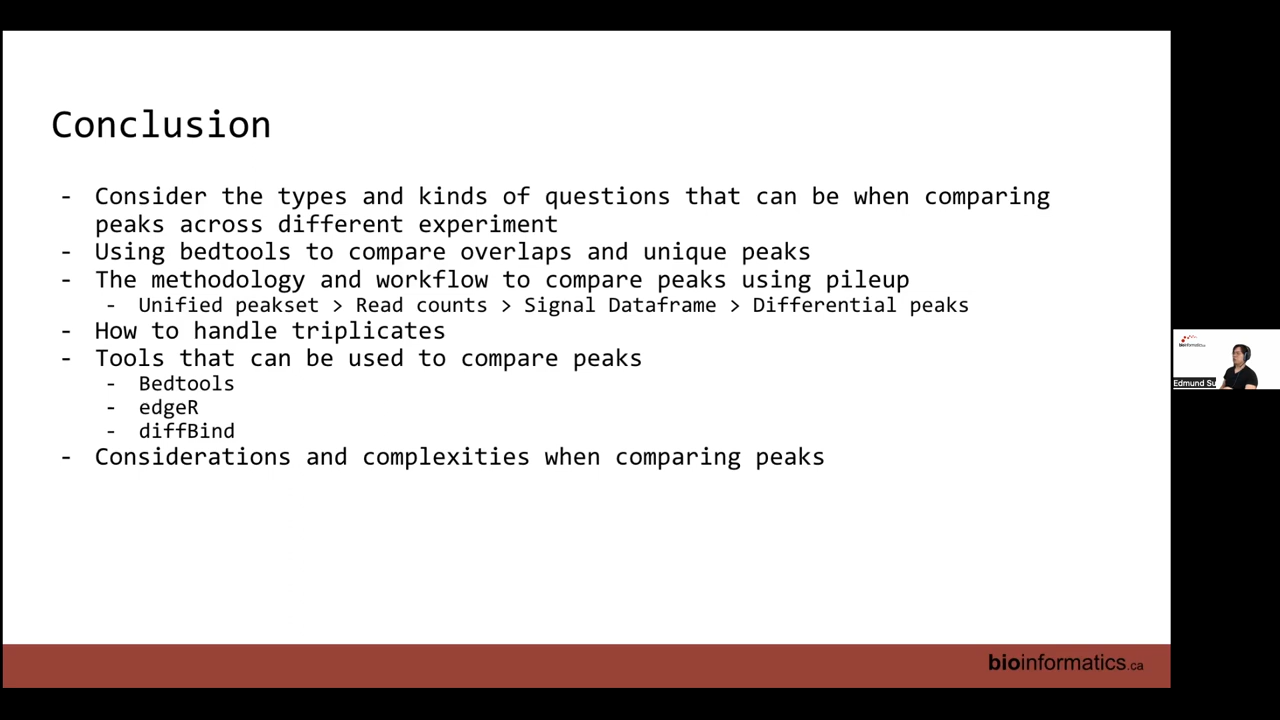 Conclusion
- Consider the types and kinds of questions that can be when comparing
peaks across different experiment
- Using bedtools to compare overlaps and unique peaks
- The methodology and workflow to compare peaks using pileup
- Unified peakset > Read counts > Signal Dataframe > Differential peaks
- How to handle triplicates
- Tools that can be used to compare peaks
- Bedtools
- edgeR
- diffBind
- Considerations and complexities when comparing peaks
bioinformatics.ca
Edmund Su